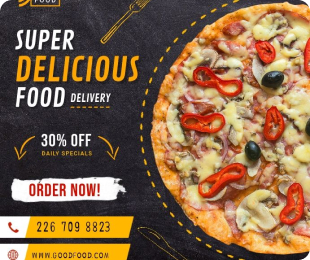 FOOD
SUPER
DELICIOUS
FOOD DELIVERY
30% OFF
DAILY SPECIALS
ORDER NOW!
226 709 8823
WWW.GOODFOOD.COM